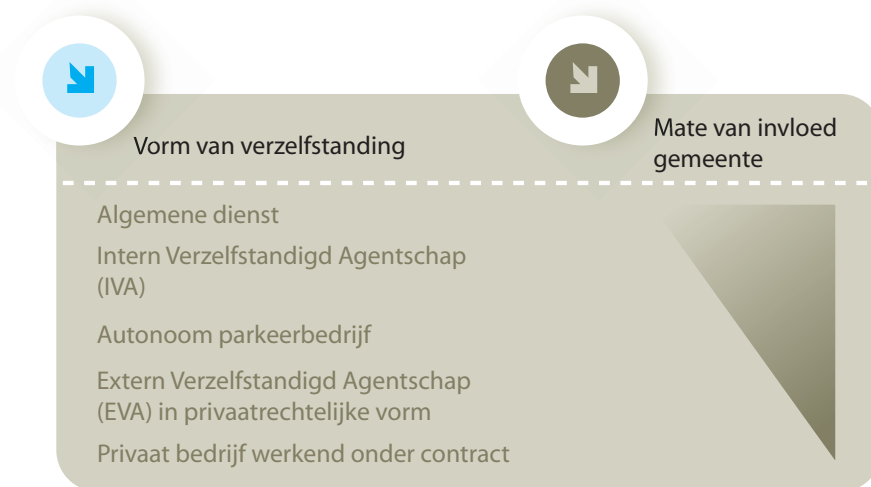 Vorm van verzelfstanding
Mate van invloed
gemeente
Algemene dienst
Intern Verzelfstandigd Agentschap
(IVA)
Autonoom parkeerbedrijf
Extern Verzelfstandigd Agentschap
(EVA) in privaatrechtelijke vorm
Privaat bedrijf werkend onder contract